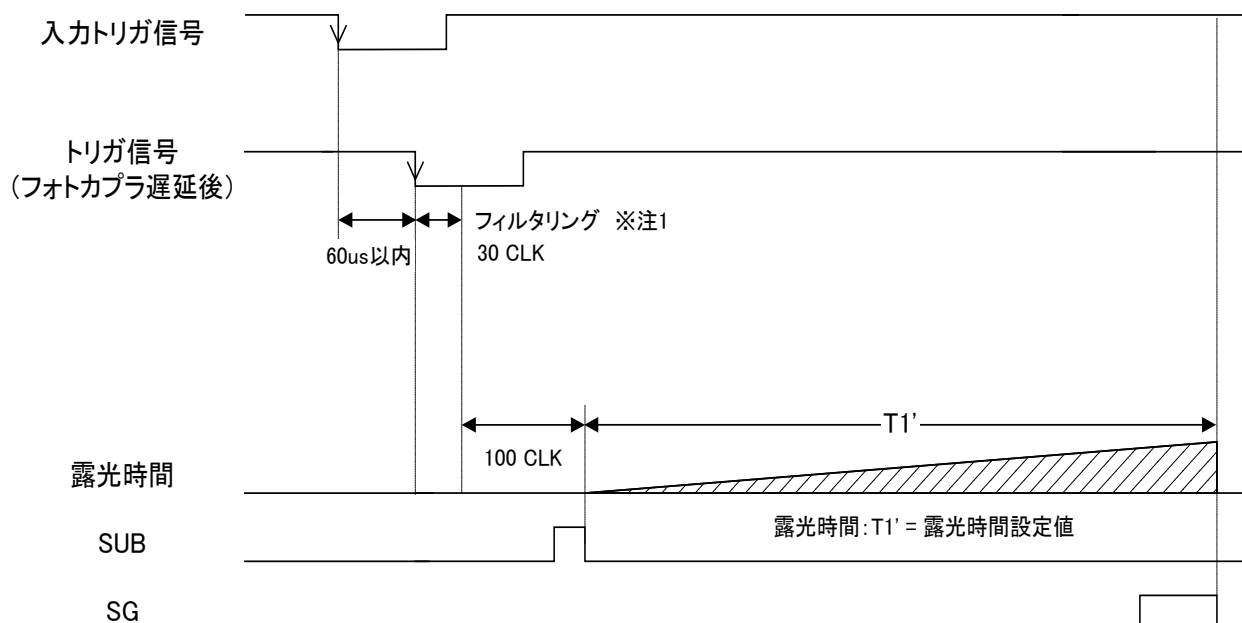 入力トリガ信号
トリガ信号
(フォトカプラ遅延後)
フィルタリング ※注1
60us以内
30 CLK
T1'
100 CLK
露光時間
露光時間:T1' = 露光時間設定値
SUB
SG